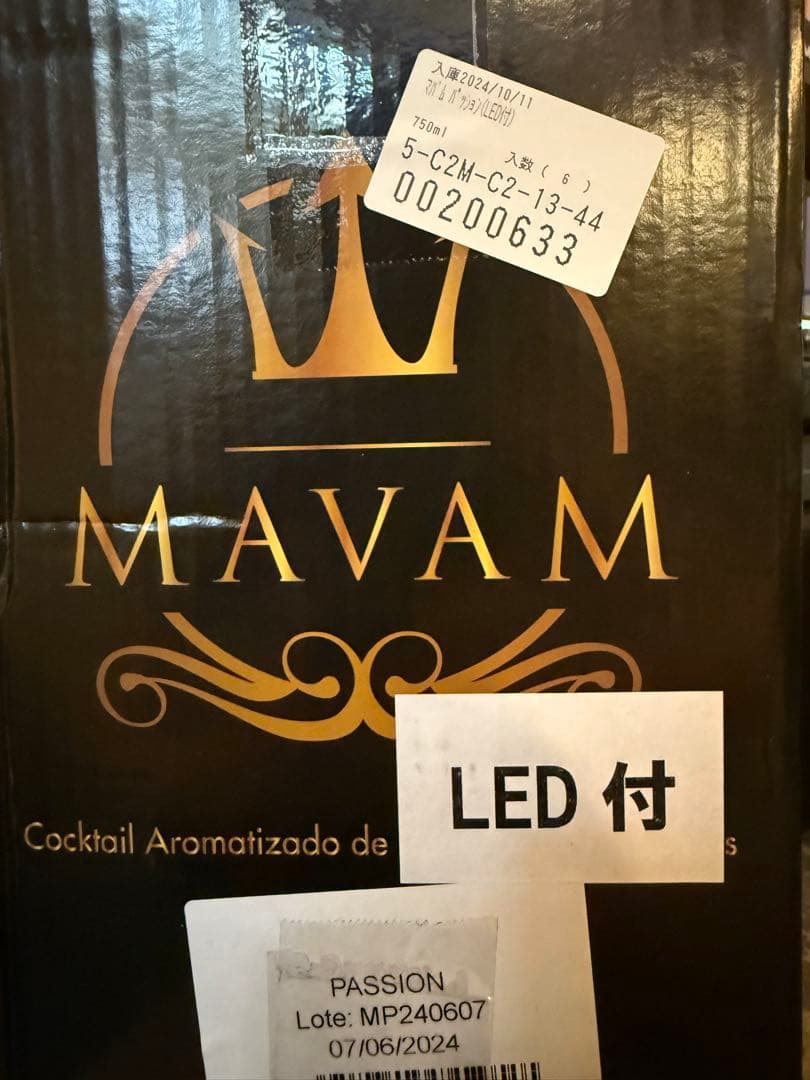 入庫2024/10/11
マバム パッション(LED付)
750ml 入数( 6 )
5-C2M-C2-13-44
00200633
MAVAM
LED 付
Cocktail Aromatizado de s
PASSION
Lote: MP240607
07/06/2024